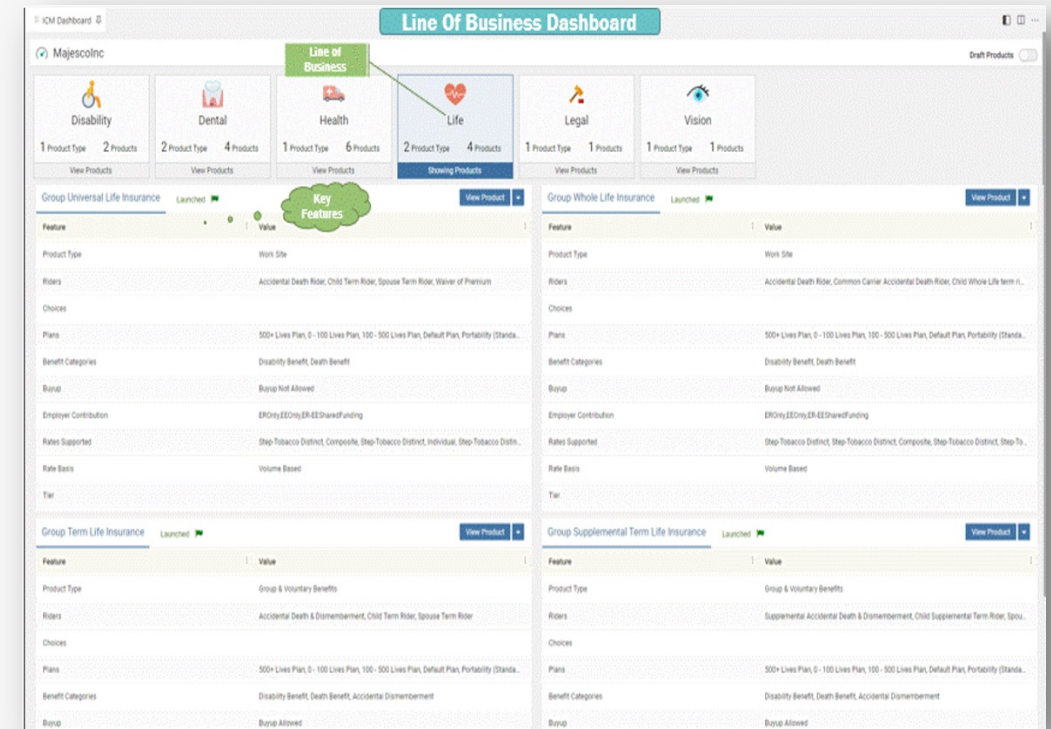 Line Of Business Dashboard
ICM Dashboard
MajescoInc
Draft Products
Line of
Business
Disability
1 Product Type 2 Products
View Products
Dental
2 Product Type 4 Products
View Products
Health
1 Product Type 6 Products
View Products
Life
2 Product Type 4 Products
Showing Products
Legal
1 Product Type 1 Products
View Products
Vision
1 Product Type 1 Products
View Products
Key
Features
Group Universal Life Insurance Launched View Product
Feature Value
Product Type Work Site
Riders Accidental Death Rider, Child Term Rider, Spouse Term Rider, Waiver of Premium
Choices
Plans 500+ Lives Plan, 0 - 100 Lives Plan, 100 - 500 Lives Plan, Default Plan, Portability (Standa...
Benefit Categories Disability Benefit, Death Benefit
Buyup Buyup Not Allowed
Employer Contribution EROnly,EEOnly,ER-EESharedFunding
Rates Supported Step-Tobacco Distinct, Composite, Step-Tobacco Distinct, Individual, Step-Tobacco Distin...
Rate Basis Volume Based
Tier
Group Whole Life Insurance Launched View Product
Feature Value
Product Type Work Site
Riders Accidental Death Rider, Common Carrier Accidental Death Rider, Child Whole Life term ri...
Choices
Plans 500+ Lives Plan, 0 - 100 Lives Plan, 100 - 500 Lives Plan, Default Plan, Portability (Standa...
Benefit Categories Disability Benefit, Death Benefit
Buyup Buyup Not Allowed
Employer Contribution EROnly,EEOnly,ER-EESharedFunding
Rates Supported Step-Tobacco Distinct, Step-Tobacco Distinct, Composite, Step-Tobacco Distinct, Step-To...
Rate Basis Volume Based
Tier
Group Term Life Insurance Launched View Product
Feature Value
Product Type Group & Voluntary Benefits
Riders Accidental Death & Dismemberment, Child Term Rider, Spouse Term Rider
Choices
Plans 500+ Lives Plan, 0 - 100 Lives Plan, 100 - 500 Lives Plan, Default Plan, Portability (Standa...
Benefit Categories Disability Benefit, Death Benefit, Accidental Dismemberment
Buyup Buyup Allowed
Group Supplemental Term Life Insurance Launched View Product
Feature Value
Product Type Group & Voluntary Benefits
Riders Supplemental Accidental Death & Dismemberment, Child Supplemental Term Rider, Spou...
Choices
Plans 500+ Lives Plan, 0 - 100 Lives Plan, 100 - 500 Lives Plan, Default Plan, Portability (Standa...
Benefit Categories Disability Benefit, Death Benefit, Accidental Dismemberment
Buyup Buyup Allowed